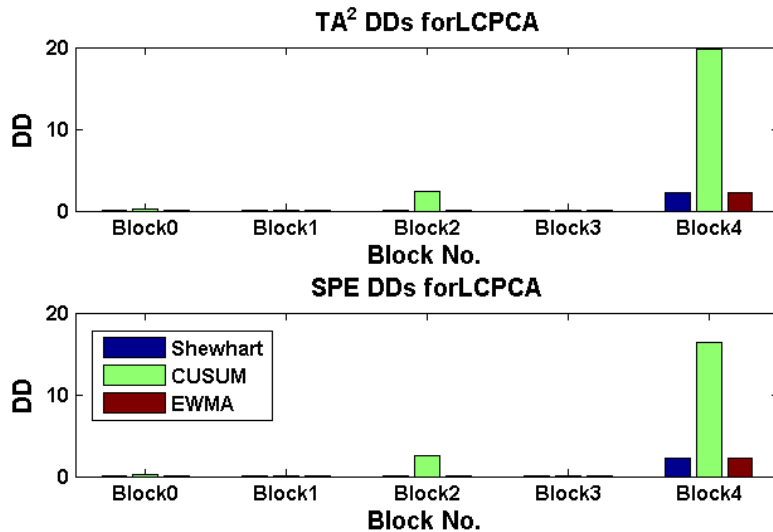 TA² DDs forLCPCA
20
10
0
DD
Block0 Block1 Block2 Block3 Block4
Block No.
SPE DDs forLCPCA
20
10
0
DD
Shewhart
CUSUM
EWMA
Block0 Block1 Block2 Block3 Block4
Block No.